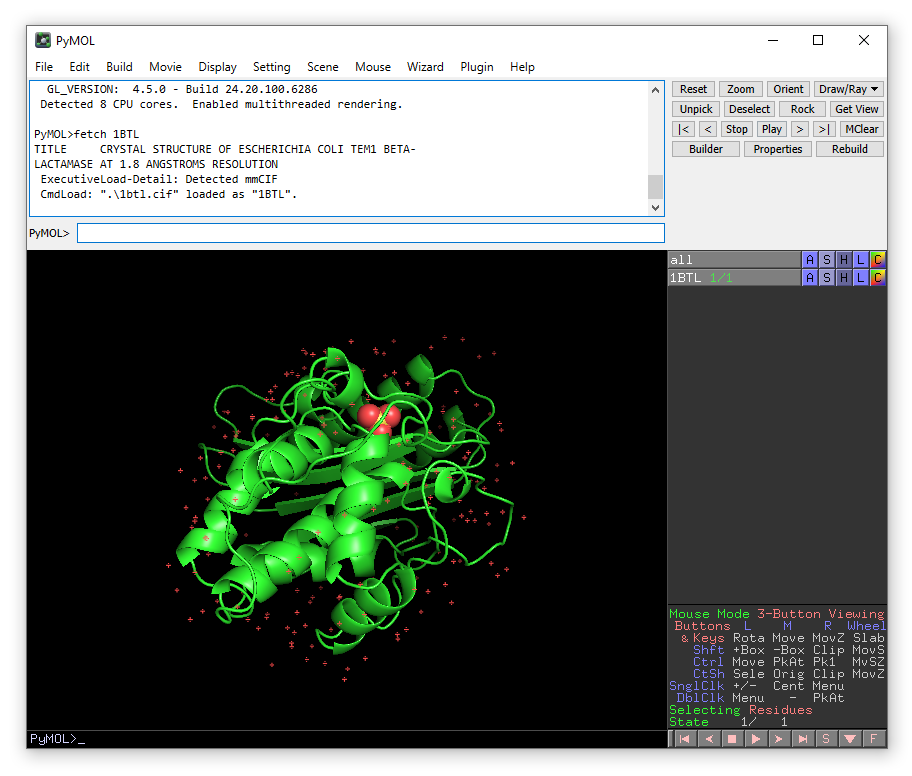 PyMOL
File Edit Build Movie Display Setting Scene Mouse Wizard Plugin Help
GL_VERSION:  4.5.0 - Build 24.20.100.6286
Detected 8 CPU cores.  Enabled multithreaded rendering.
PyMOL>fetch 1BTL
TITLE     CRYSTAL STRUCTURE OF ESCHERICHIA COLI TEM1 BETA-
LACTAMASE AT 1.8 ANGSTROMS RESOLUTION
ExecutiveLoad-Detail: Detected mmCIF
CmdLoad: ".\1btl.cif" loaded as "1BTL".
PyMOL>
Reset Zoom Orient Draw/Ray
Unpick Deselect Rock Get View
|< < Stop Play > >| MClear
Builder Properties Rebuild
all A S H L C
1BTL 1/1 A S H L C
Mouse Mode 3-Button Viewing
Buttons L M R Wheel
& Keys Rota Move MovZ Slab
Shft +Box -Box Clip MovS
Ctrl Move PkAt Pk1 MvSZ
CtSh Sele Orig Clip MovZ
SnglClk +/- Cent Menu
DblClk Menu - PkAt
Selecting Residues
State 1/ 1
PyMOL>_
S F